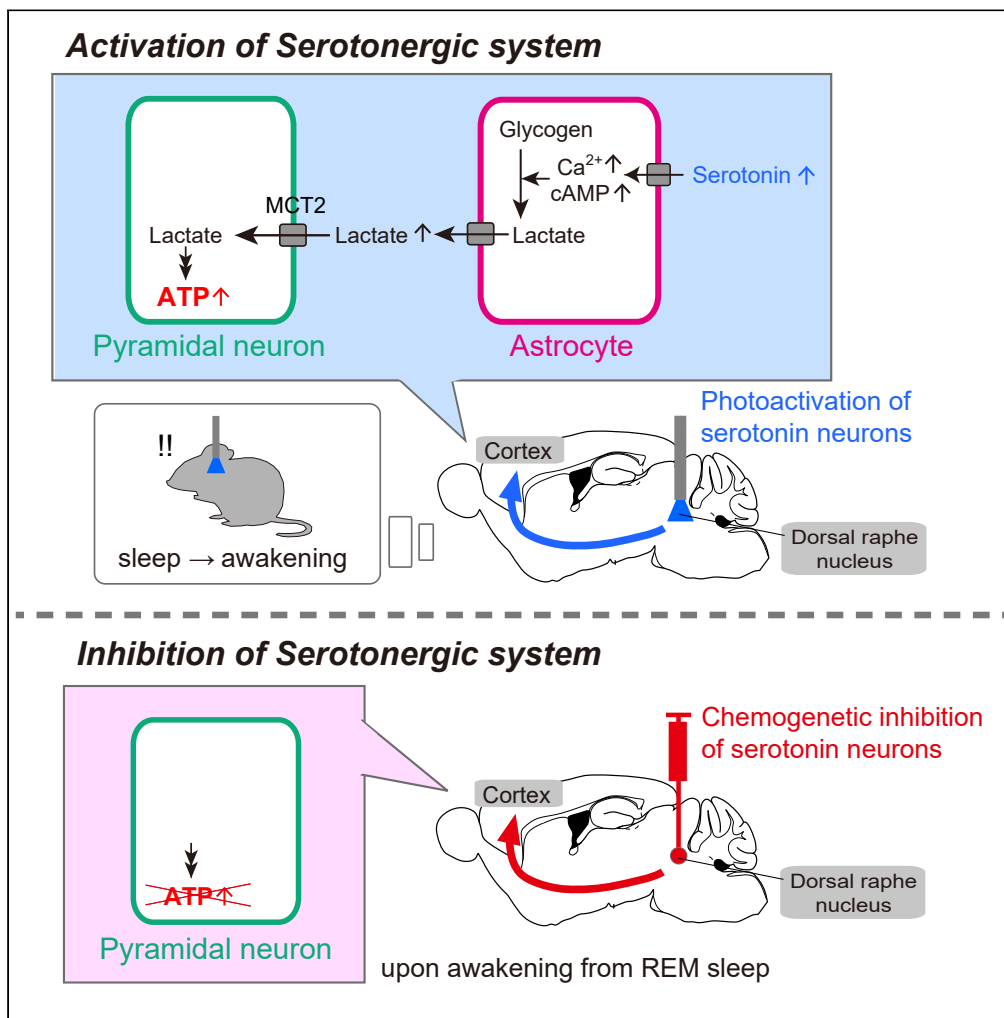 Activation of Serotonergic system
Glycogen
Ca2+↑
cAMP↑
Serotonin ↑
MCT2
Lactate
Lactate ↑
Lactate
ATP↑
Pyramidal neuron
Astrocyte
Photoactivation of
serotonin neurons
!!
Cortex
sleep → awakening
Dorsal raphe
nucleus
Inhibition of Serotonergic system
Chemogenetic inhibition
of serotonin neurons
Cortex
ATP↑
Dorsal raphe
nucleus
Pyramidal neuron
upon awakening from REM sleep